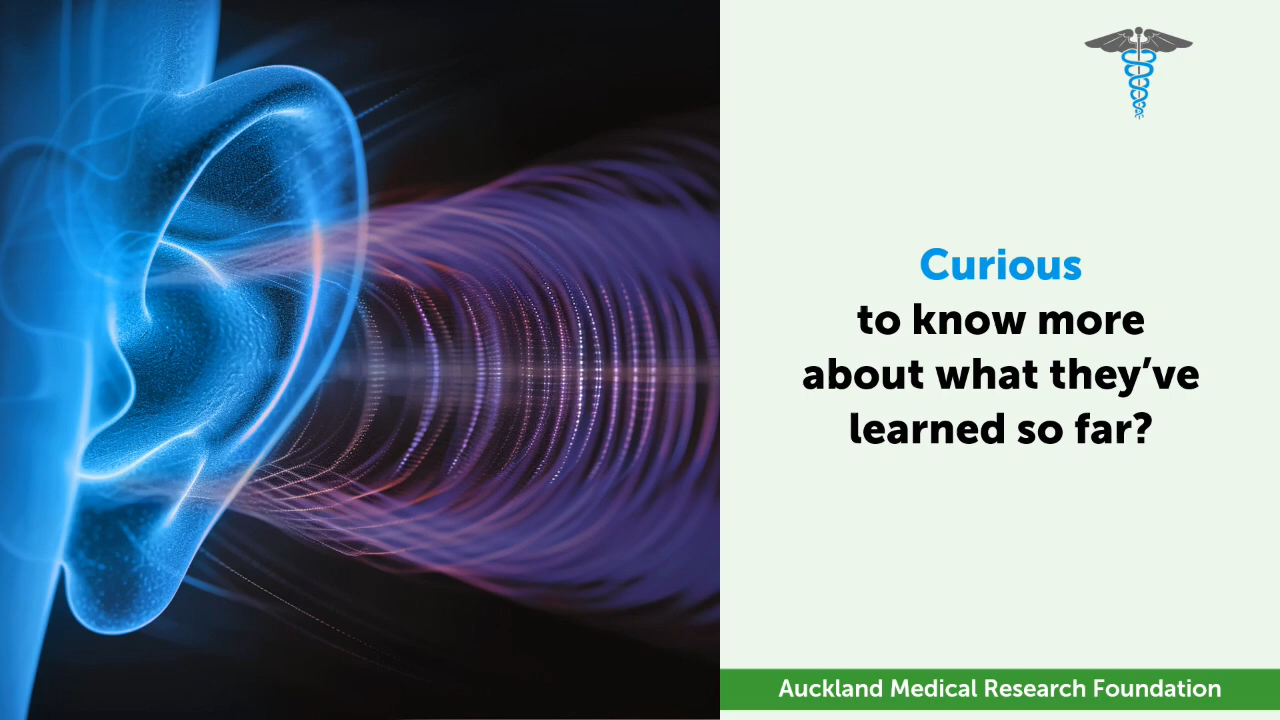 Curious
to know more
about what they’ve
learned so far?
Auckland Medical Research Foundation